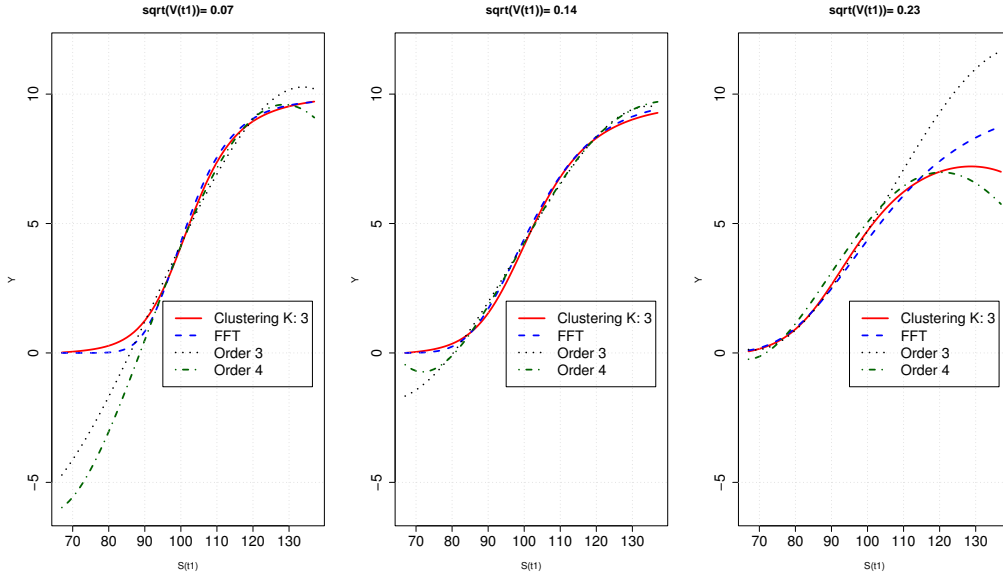 sqrt(V(t1))= 0.07
10
5
0
−5
Y
Clustering K: 3
FFT
Order 3
Order 4
70 80 90 100 110 120 130
S(t1)
sqrt(V(t1))= 0.14
10
5
0
−5
Y
Clustering K: 3
FFT
Order 3
Order 4
70 80 90 100 110 120 130
S(t1)
sqrt(V(t1))= 0.23
10
5
0
−5
Y
Clustering K: 3
FFT
Order 3
Order 4
70 80 90 100 110 120 130
S(t1)